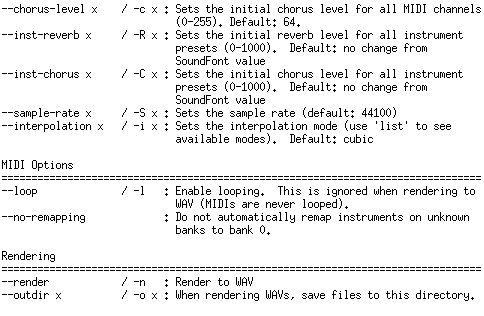 --chorus-level x    / -c x : Sets the initial chorus level for all MIDI channels
                             (0-255). Default: 64.
--inst-reverb x     / -R x : Sets the initial reverb level for all instrument
                             presets (0-1000).  Default: no change from
                             SoundFont value
--inst-chorus x     / -C x : Sets the initial chorus level for all instrument
                             presets (0-1000).  Default: no change from
                             SoundFont value
--sample-rate x     / -S x : Sets the sample rate (default: 44100)
--interpolation x   / -i x : Sets the interpolation mode (use 'list' to see
                             available modes).  Default: cubic

MIDI Options
================================================================================
--loop              / -l   : Enable looping.  This is ignored when rendering to
                             WAV (MIDIs are never looped).
--no-remapping             : Do not automatically remap instruments on unknown
                             banks to bank 0.

Rendering
================================================================================
--render            / -n   : Render to WAV
--outdir x          / -o x : When rendering WAVs, save files to this directory.